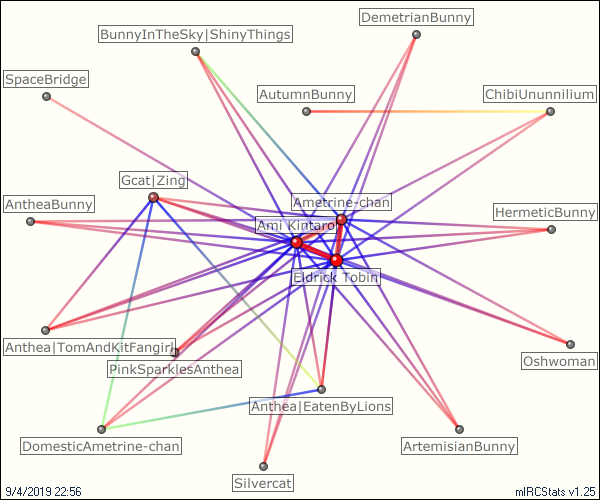 DemetrianBunny
BunnyInTheSky|ShinyThings
SpaceBridge
AutumnBunny
ChibiUnunnilium
Gcat|Zing
Ametrine-chan
AntheaBunny
HermeticBunny
Ami Kintaro
Eldrick Tobin
Anthea|TomAndKitFangirl
Oshwoman
PinkSparklesAnthea
Anthea|EatenByLions
DomesticAmetrine-chan
ArtemisianBunny
Silvercat
9/4/2019 22:56
mIRCStats v1.25